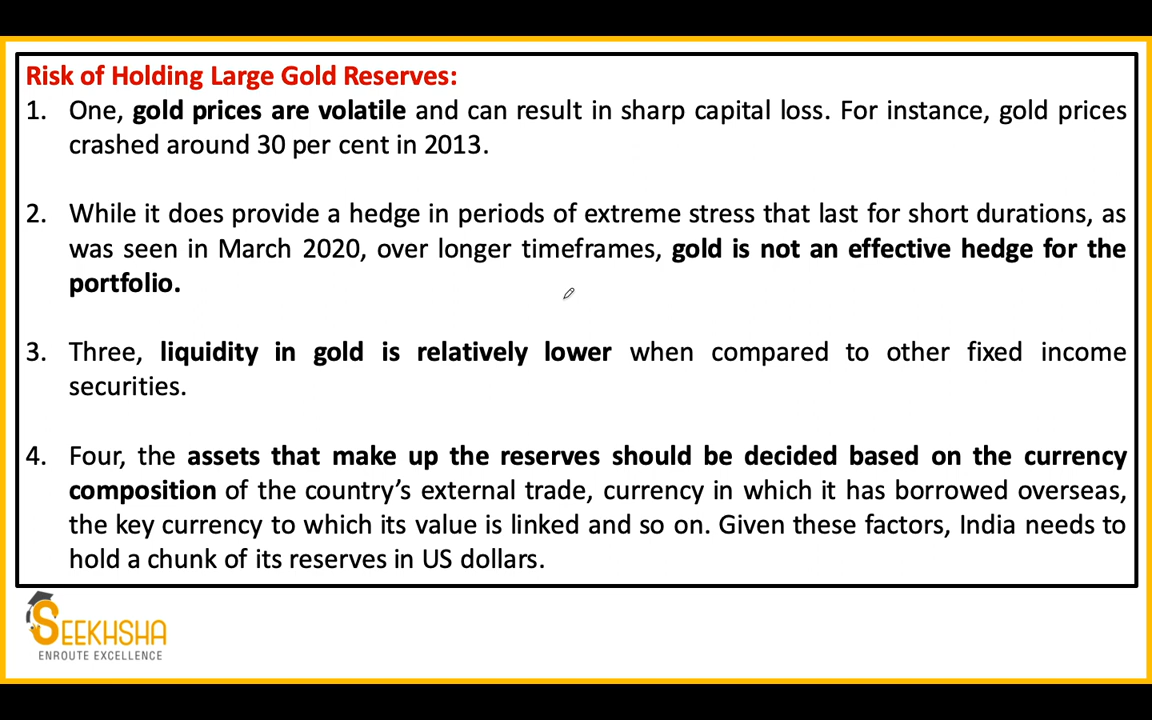 Risk of Holding Large Gold Reserves:
1. One, gold prices are volatile and can result in sharp capital loss. For instance, gold prices
crashed around 30 per cent in 2013.
2. While it does provide a hedge in periods of extreme stress that last for short durations, as
was seen in March 2020, over longer timeframes, gold is not an effective hedge for the
portfolio.
3. Three, liquidity in gold is relatively lower when compared to other fixed income
securities.
4. Four, the assets that make up the reserves should be decided based on the currency
composition of the country’s external trade, currency in which it has borrowed overseas,
the key currency to which its value is linked and so on. Given these factors, India needs to
hold a chunk of its reserves in US dollars.
SEEKHSHA
ENROUTE EXCELLENCE